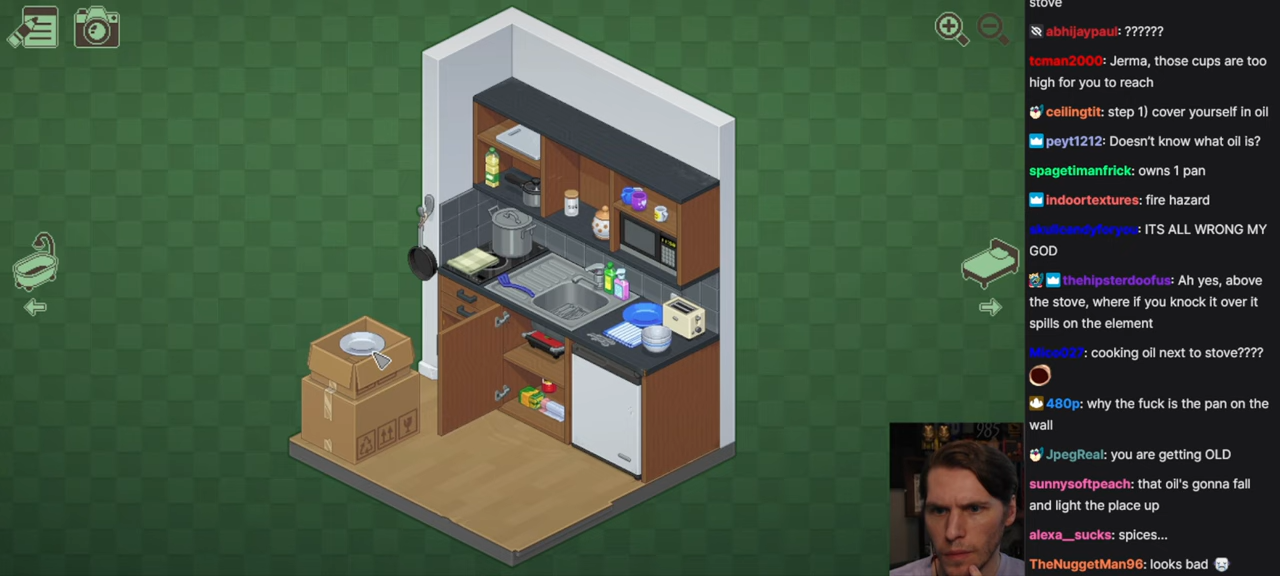 stove
abhijaypaul: ??????
tcman2000: Jerma, those cups are too
high for you to reach
ceilingtit: step 1) cover yourself in oil
peyt1212: Doesn't know what oil is?
spagetimanfrick: owns 1 pan
indoortextures: fire hazard
skullcandyforyou: ITS ALL WRONG MY
GOD
thehipsterdoofus: Ah yes, above
the stove, where if you knock it over it
spills on the element
Mico027: cooking oil next to stove????
480p: why the fuck is the pan on the
wall
JpegReal: you are getting OLD
sunnysoftpeach: that oil's gonna fall
and light the place up
alexa__sucks: spices...
TheNuggetMan96: looks bad
985